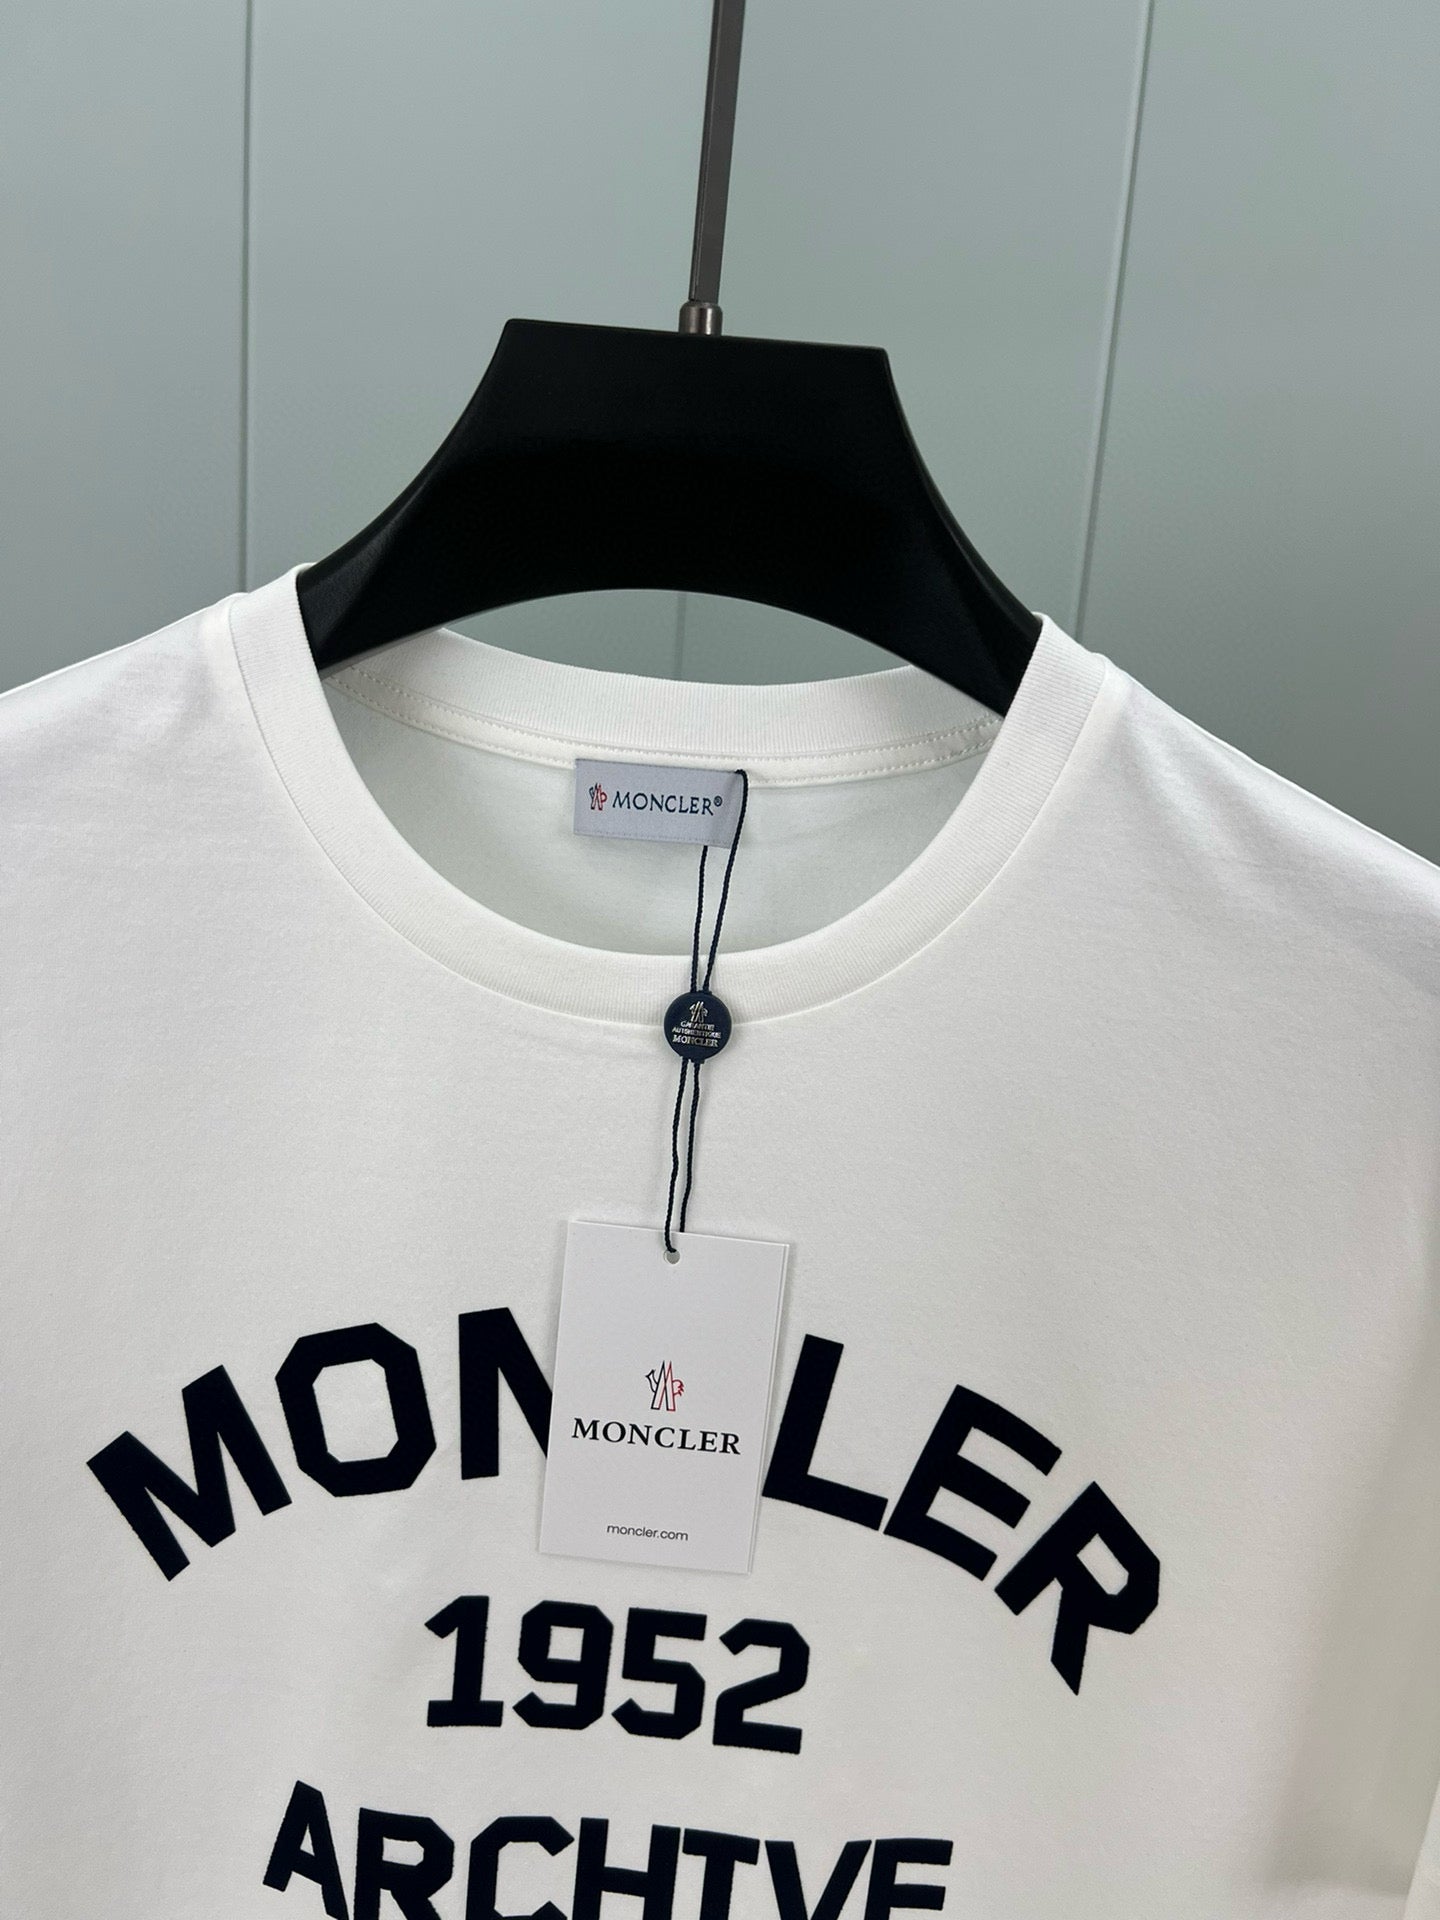 MONCLER®
GARANTIE
AUTHENTIQUE
MONCLER
MONCLER
moncler.com
MON LER
1952
ARCHIVE